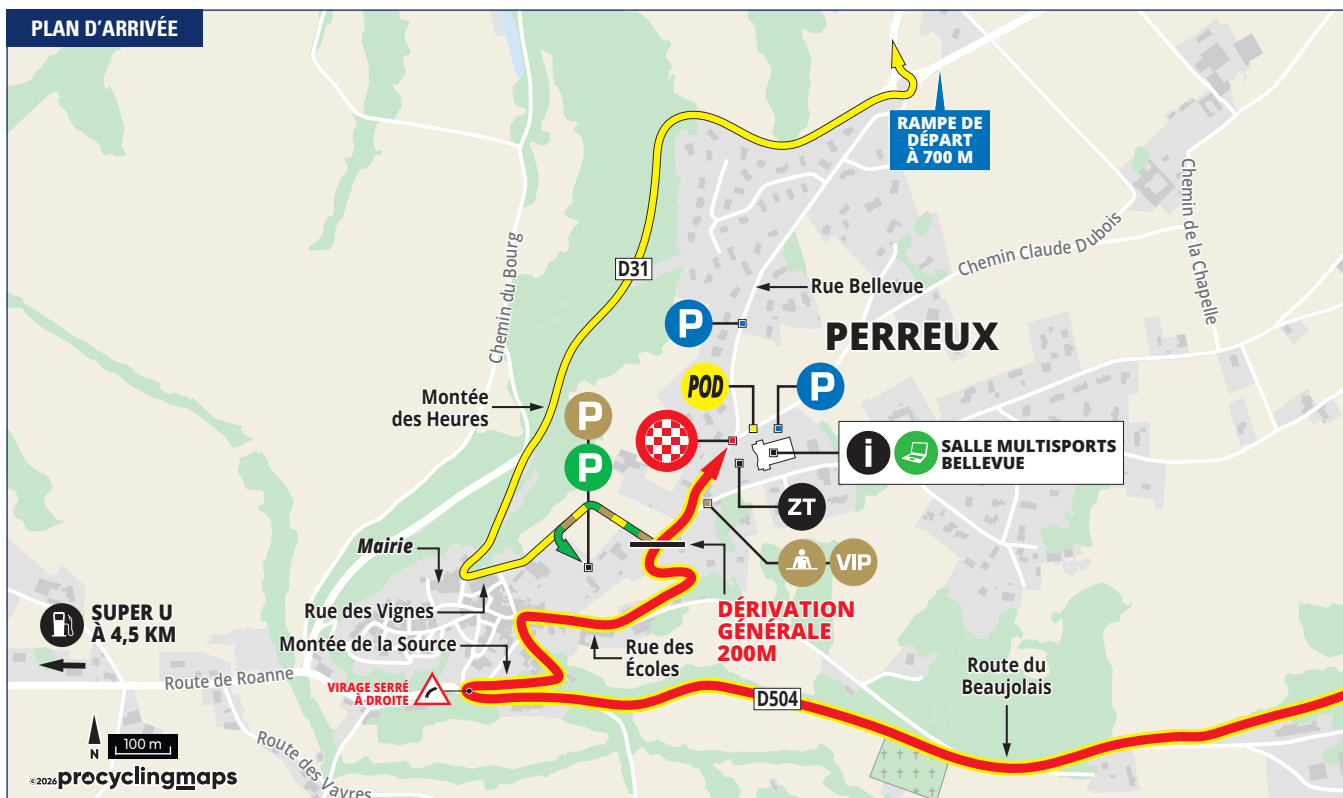 PLAN D'ARRIVÉE
RAMPE DE
DÉPART
À 700 M
Chemin de la Chapelle
Chemin Claude Dubois
Chemin du Bourg
D31
Rue Bellevue
P
PERREUX
POD
P
Montée
des Heures
P
P
i
SALLE MULTISPORTS
BELLEVUE
ZT
Mairie
VIP
Rue des Vignes
SUPER U
À 4,5 KM
DÉRIVATION
GÉNÉRALE
200M
Montée de la Source
Rue des
Écoles
Route de Roanne
VIRAGE SERRÉ
À DROITE
Route du
Beaujolais
D504
N
100 m
Route des Vavres
©2026 procyclingmaps